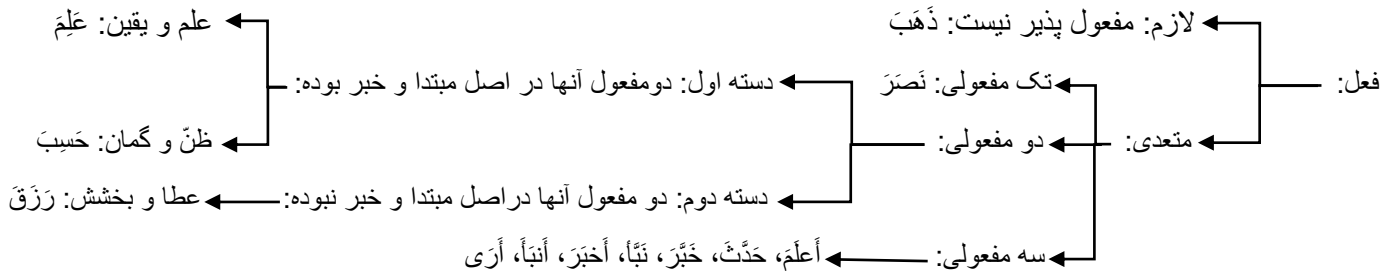 لازم: مفعول پذیر نیست: ذَهَبَ
علم و یقین: عَلِمَ
فعل:
تک مفعولی: نَصَرَ
دسته اول: دومفعول آنها در اصل مبتدا و خبر بوده:
متعدی:
دو مفعولی:
ظنّ و گمان: حَسِبَ
دسته دوم: دو مفعول آنها دراصل مبتدا و خبر نبوده:
عطا و بخشش: رَزَقَ
سه مفعولی:
أَعلَمَ، حَدَّثَ، خَبَّرَ، نَبَّأ، أَخبَرَ، أَنبَأَ، أَرَی